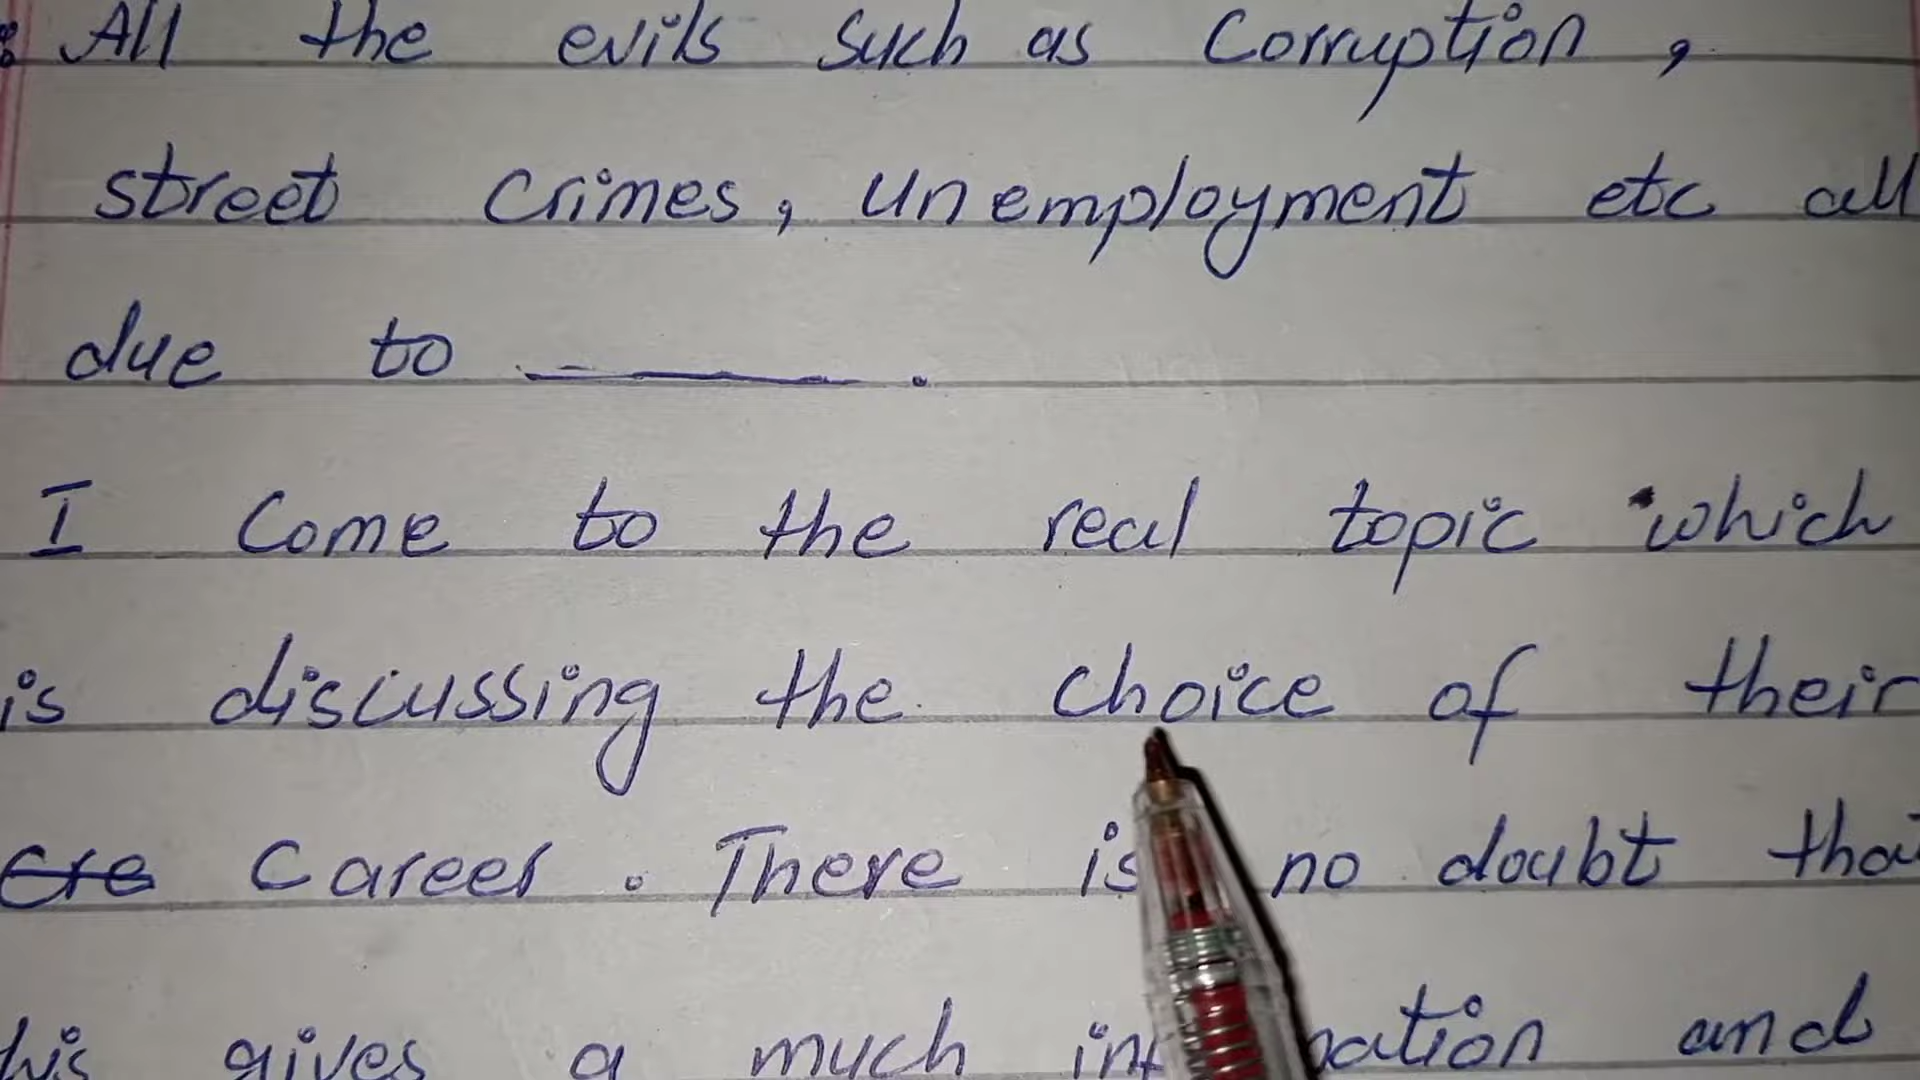 : All the evils such as Corruption ,
street Crimes, unemployment etc all
due to ______ .
I Come to the real topic which
is discussing the choice of their
Career . There is no doubt that
this gives a much and